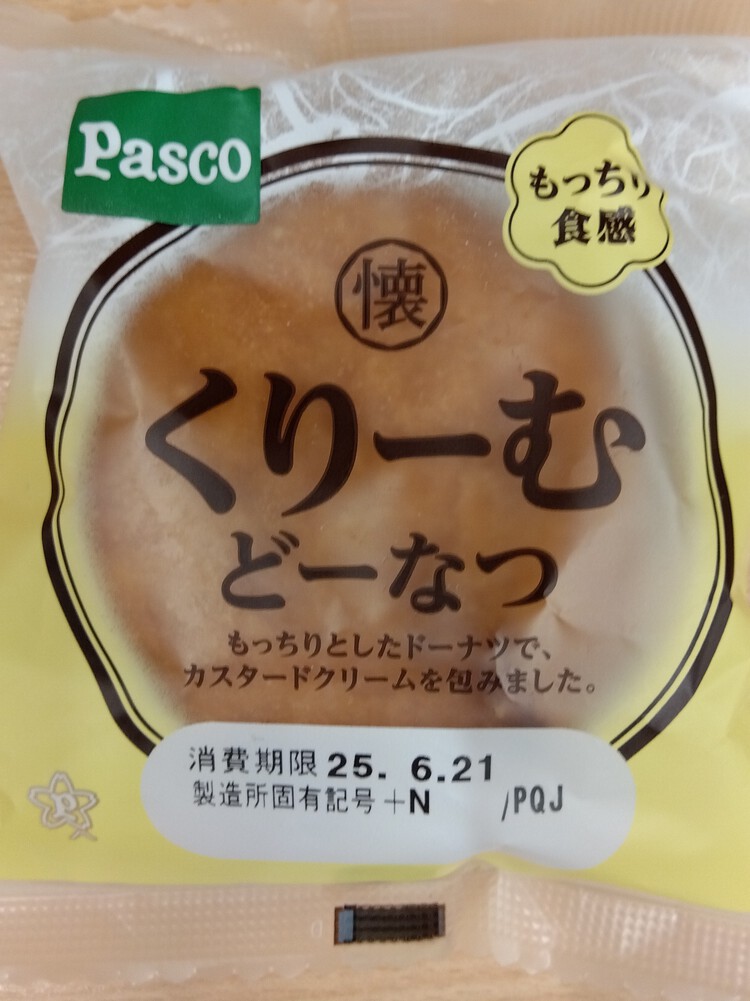 Pasco
もっちり
食感
懐
くりーむ
どーなつ
もっちりとしたドーナツで、
カスタードクリームを包みました。
消費期限 25. 6.21
製造所固有記号 +N /PQJ
P